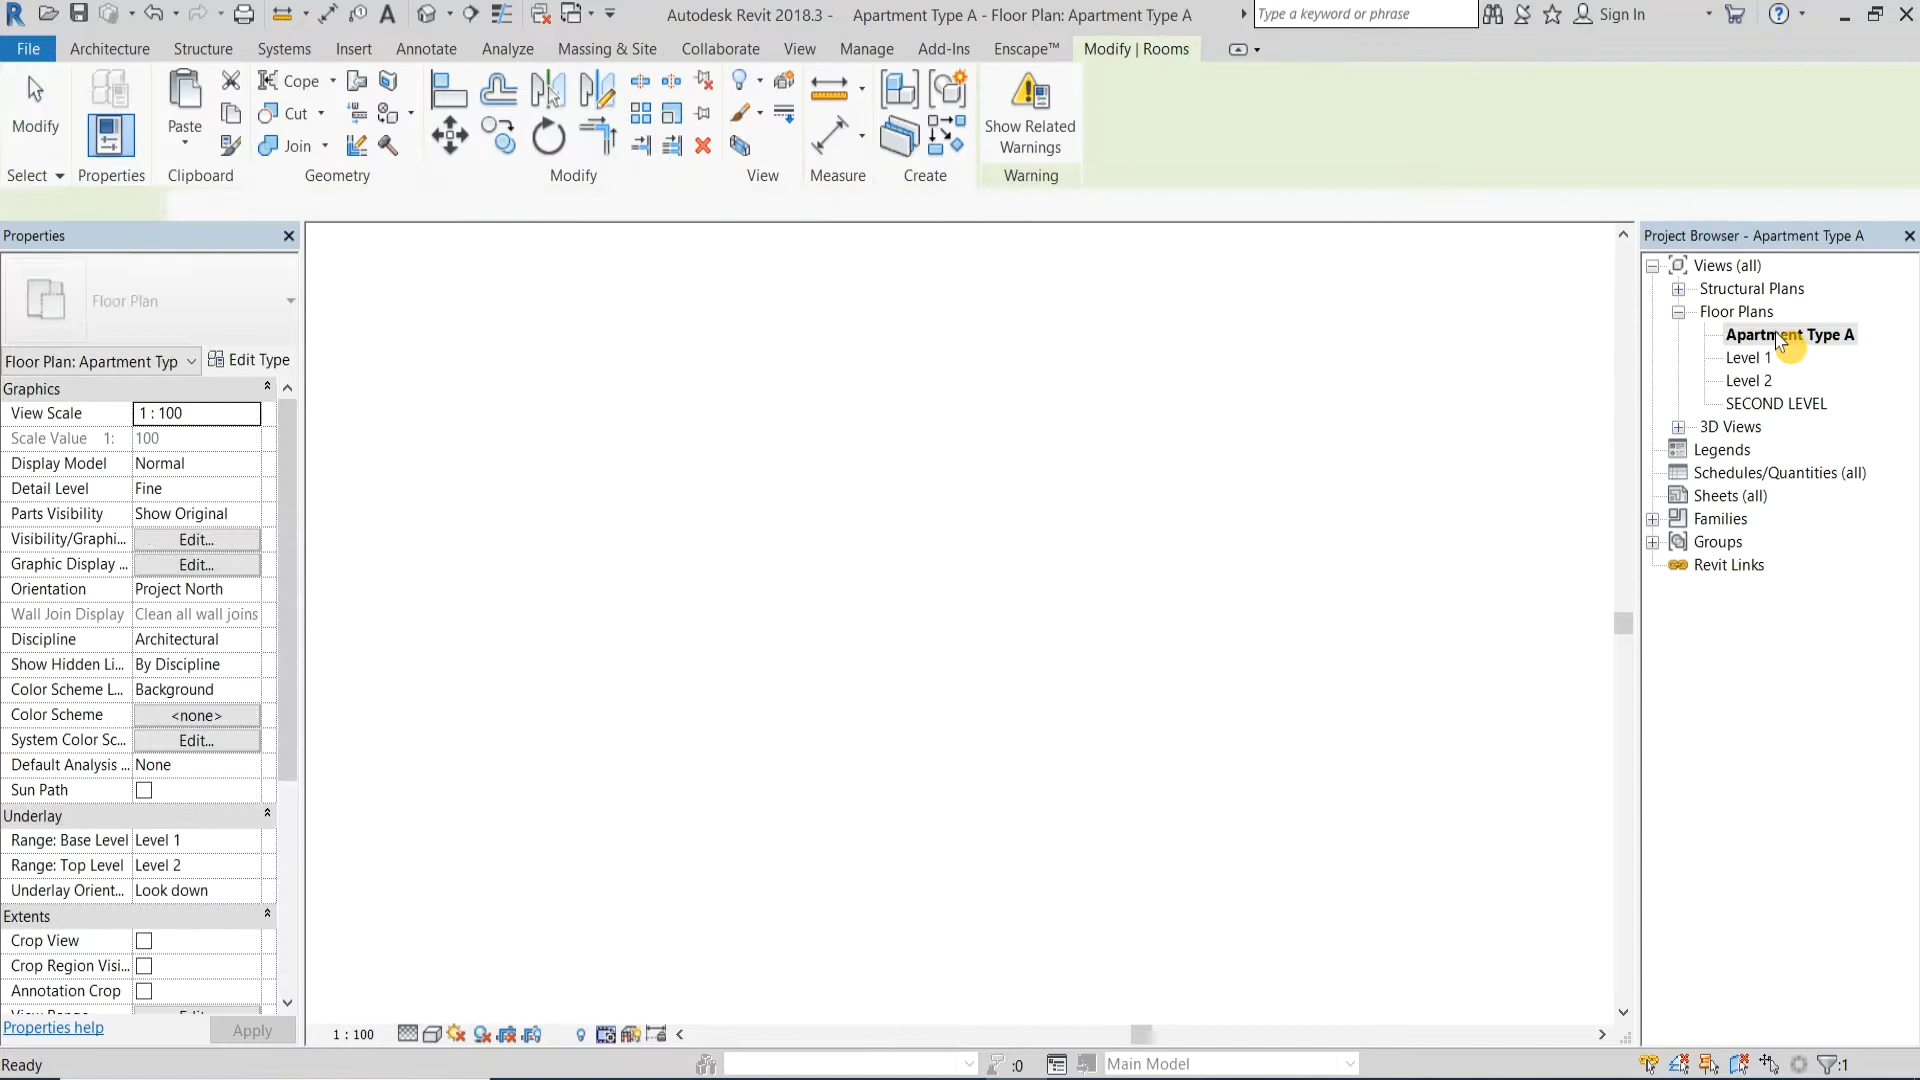 Autodesk Revit 2018.3 - Apartment Type A - Floor Plan: Apartment Type A
Type a keyword or phrase
Sign In
File Architecture Structure Systems Insert Annotate Analyze Massing & Site Collaborate View Manage Add-Ins Enscape™ Modify | Rooms
Modify
Paste
Cope
Cut
Join
Show Related
Warnings
Select Properties Clipboard Geometry Modify View Measure Create Warning
Properties
Floor Plan
Floor Plan: Apartment Typ Edit Type
Graphics
View Scale 1 : 100
Scale Value 1: 100
Display Model Normal
Detail Level Fine
Parts Visibility Show Original
Visibility/Graphi... Edit...
Graphic Display ... Edit...
Orientation Project North
Wall Join Display Clean all wall joins
Discipline Architectural
Show Hidden Li... By Discipline
Color Scheme L... Background
Color Scheme <none>
System Color Sc... Edit...
Default Analysis ... None
Sun Path
Underlay
Range: Base Level Level 1
Range: Top Level Level 2
Underlay Orient... Look down
Extents
Crop View
Crop Region Visi...
Annotation Crop
Properties help Apply
1 : 100
Project Browser - Apartment Type A
Views (all)
Structural Plans
Floor Plans
Apartment Type A
Level 1
Level 2
SECOND LEVEL
3D Views
Legends
Schedules/Quantities (all)
Sheets (all)
Families
Groups
Revit Links
Ready
:0
Main Model
:1